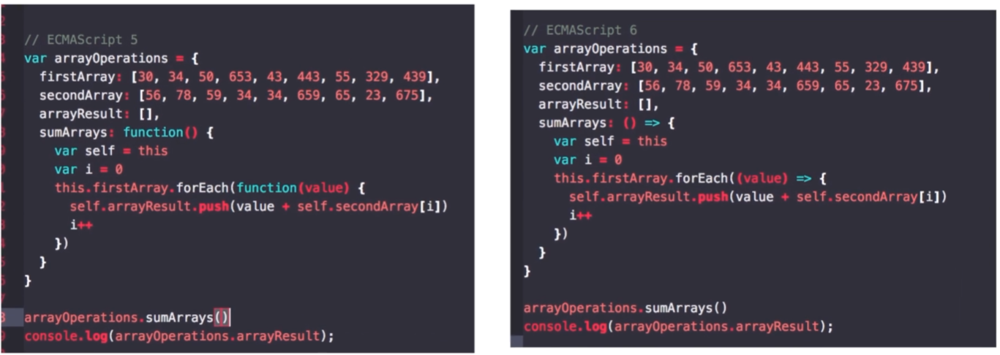 // ECMAScript 5
var arrayOperations = {
  firstArray: [30, 34, 50, 653, 43, 443, 55, 329, 439],
  secondArray: [56, 78, 59, 34, 34, 659, 65, 23, 675],
  arrayResult: [],
  sumArrays: function() {
    var self = this
    var i = 0
    this.firstArray.forEach(function(value) {
      self.arrayResult.push(value + self.secondArray[i])
      i++
    })
  }
}
arrayOperations.sumArrays()
console.log(arrayOperations.arrayResult);
// ECMAScript 6
var arrayOperations = {
  firstArray: [30, 34, 50, 653, 43, 443, 55, 329, 439],
  secondArray: [56, 78, 59, 34, 34, 659, 65, 23, 675],
  arrayResult: [],
  sumArrays: () => {
    var self = this
    var i = 0
    this.firstArray.forEach((value) => {
      self.arrayResult.push(value + self.secondArray[i])
      i++
    })
  }
}
arrayOperations.sumArrays()
console.log(arrayOperations.arrayResult);